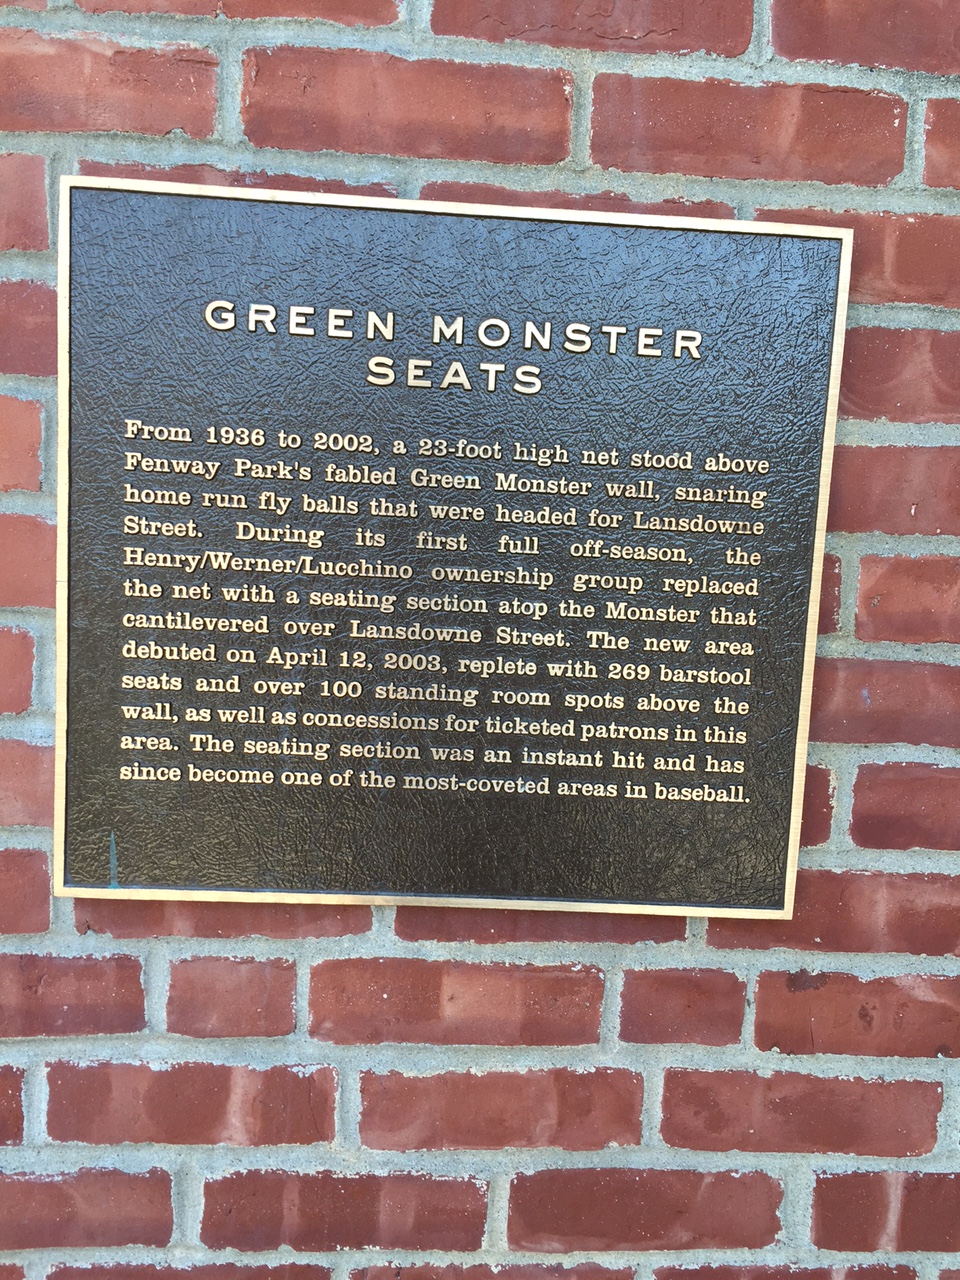 GREEN MONSTER
SEATS
From 1936 to 2002, a 23-foot high net stood above
Fenway Park's fabled Green Monster wall, snaring
home run fly balls that were headed for Lansdowne
Street. During its first full off-season, the
Henry/Werner/Lucchino ownership group replaced
the net with a seating section atop the Monster that
cantilevered over Lansdowne Street. The new area
debuted on April 12, 2003, replete with 269 barstool
seats and over 100 standing room spots above the
wall, as well as concessions for ticketed patrons in this
area. The seating section was an instant hit and has
since become one of the most-coveted areas in baseball.